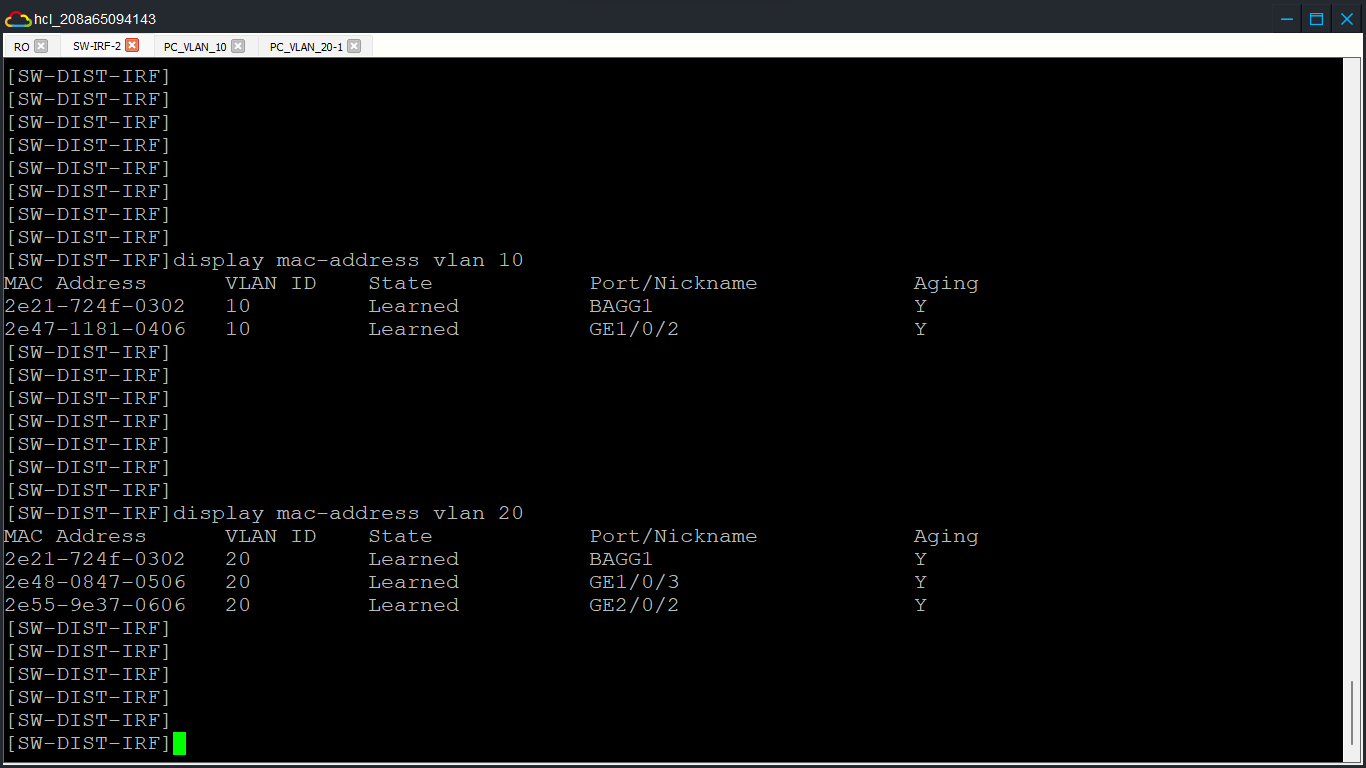 hcl_208a65094143
RO SW-IRF-2 PC_VLAN_10 PC_VLAN_20-1
[SW-DIST-IRF]
[SW-DIST-IRF]
[SW-DIST-IRF]
[SW-DIST-IRF]
[SW-DIST-IRF]
[SW-DIST-IRF]
[SW-DIST-IRF]
[SW-DIST-IRF]
[SW-DIST-IRF]display mac-address vlan 10
MAC Address VLAN ID State Port/Nickname Aging
2e21-724f-0302 10 Learned BAGG1 Y
2e47-1181-0406 10 Learned GE1/0/2 Y
[SW-DIST-IRF]
[SW-DIST-IRF]
[SW-DIST-IRF]
[SW-DIST-IRF]
[SW-DIST-IRF]
[SW-DIST-IRF]
[SW-DIST-IRF]
[SW-DIST-IRF]display mac-address vlan 20
MAC Address VLAN ID State Port/Nickname Aging
2e21-724f-0302 20 Learned BAGG1 Y
2e48-0847-0506 20 Learned GE1/0/3 Y
2e55-9e37-0606 20 Learned GE2/0/2 Y
[SW-DIST-IRF]
[SW-DIST-IRF]
[SW-DIST-IRF]
[SW-DIST-IRF]
[SW-DIST-IRF]
[SW-DIST-IRF]